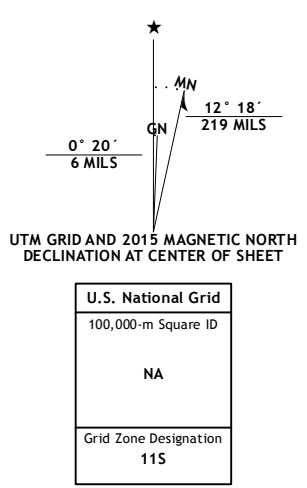 ★
MN
12° 18´
219 MILS
GN
0° 20´
6 MILS
UTM GRID AND 2015 MAGNETIC NORTH
DECLINATION AT CENTER OF SHEET
U.S. National Grid
100,000-m Square ID
NA
Grid Zone Designation
11S